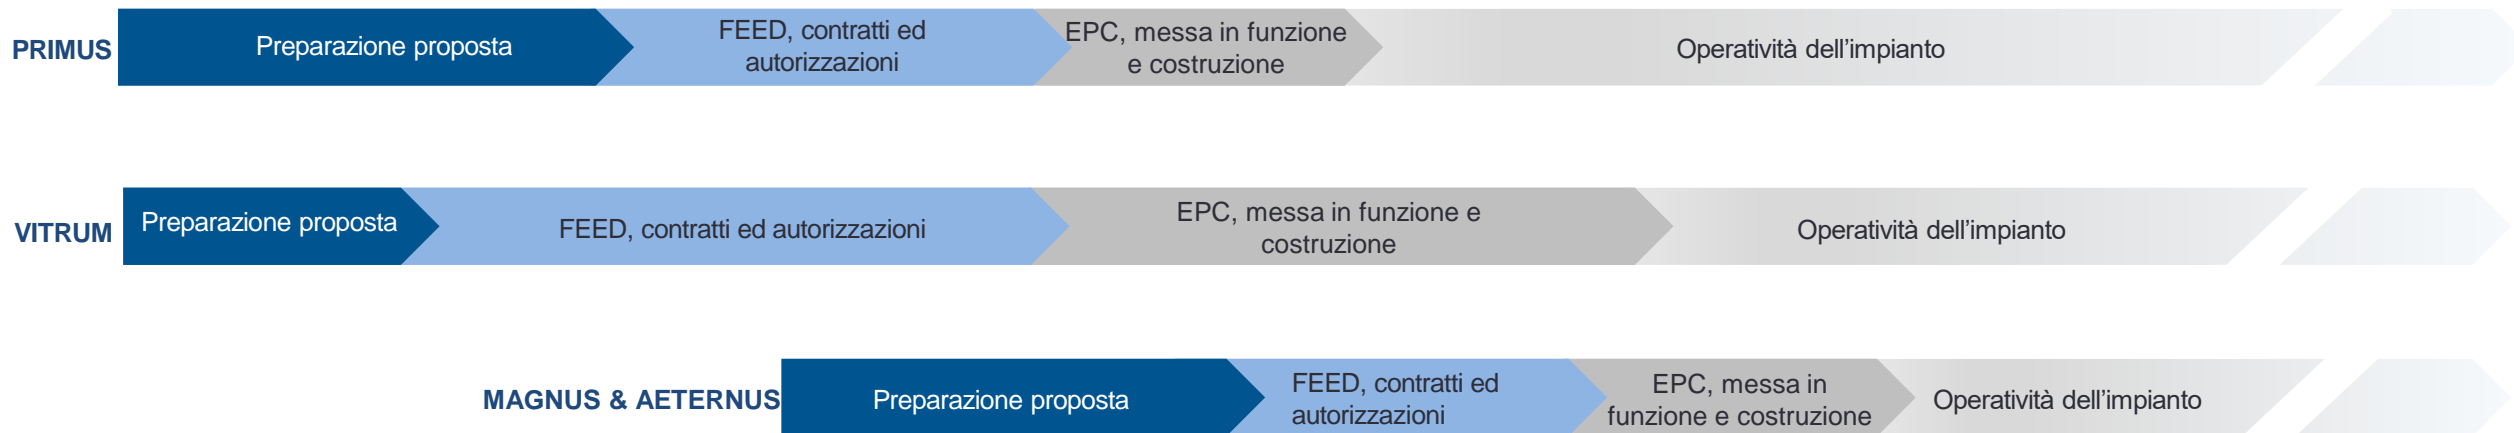 PRIMUS
Preparazione proposta
FEED, contratti ed
autorizzazioni
EPC, messa in funzione
e costruzione
Operatività dell'impianto
VITRUM
Preparazione proposta
FEED, contratti ed autorizzazioni
EPC, messa in funzione e
costruzione
Operatività dell'impianto
MAGNUS & AETERNUS
Preparazione proposta
FEED, contratti ed
autorizzazioni
EPC, messa in
funzione e costruzione
Operatività dell'impianto